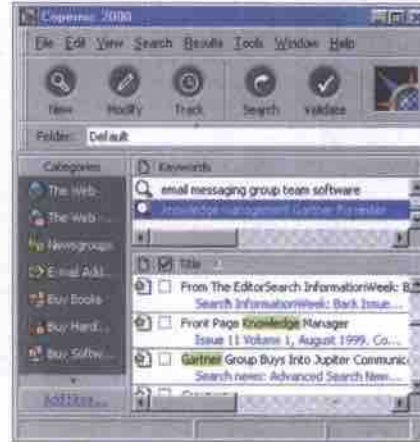 Copernic 2000
File Edit View Search Results Tools Window Help
New Modify Track Search Validate
Folder: Default
Categories
Keywords
The Web
email messaging group team software
The Web
knowledge management Gartner Forrester
Newsgroups
E-mail Add...
Title
Buy Books
From The EditorSearch InformationWeek: B
Search InformationWeek: Back Issue...
Buy Hard...
Front Page Knowledge Manager
Issue 11 Volume 1, August 1999, Co...
Buy Softw...
Gartner Group Buys Into Jupiter Communic
Search news: Advanced Search New...
Additio...